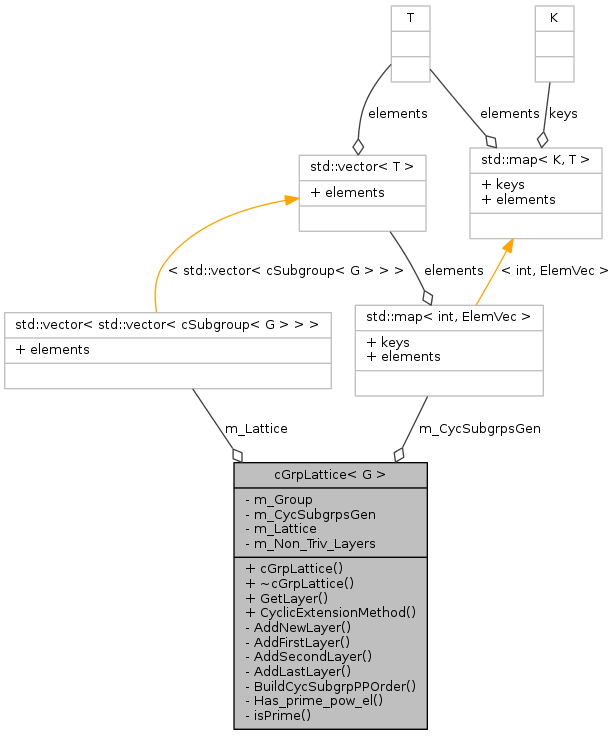 T
K
elements
elements
keys
std::vector< T >
+ elements
std::map< K, T >
+ keys
+ elements
< std::vector< cSubgroup< G > > >
elements
< int, ElemVec >
std::vector< std::vector< cSubgroup< G > > >
+ elements
std::map< int, ElemVec >
+ keys
+ elements
m_Lattice
m_CycSubgrpsGen
cGrpLattice< G >
- m_Group
- m_CycSubgrpsGen
- m_Lattice
- m_Non_Triv_Layers
+ cGrpLattice()
+ ~cGrpLattice()
+ GetLayer()
+ CyclicExtensionMethod()
- AddNewLayer()
- AddFirstLayer()
- AddSecondLayer()
- AddLastLayer()
- BuildCycSubgrpPPOrder()
- Has_prime_pow_el()
- isPrime()